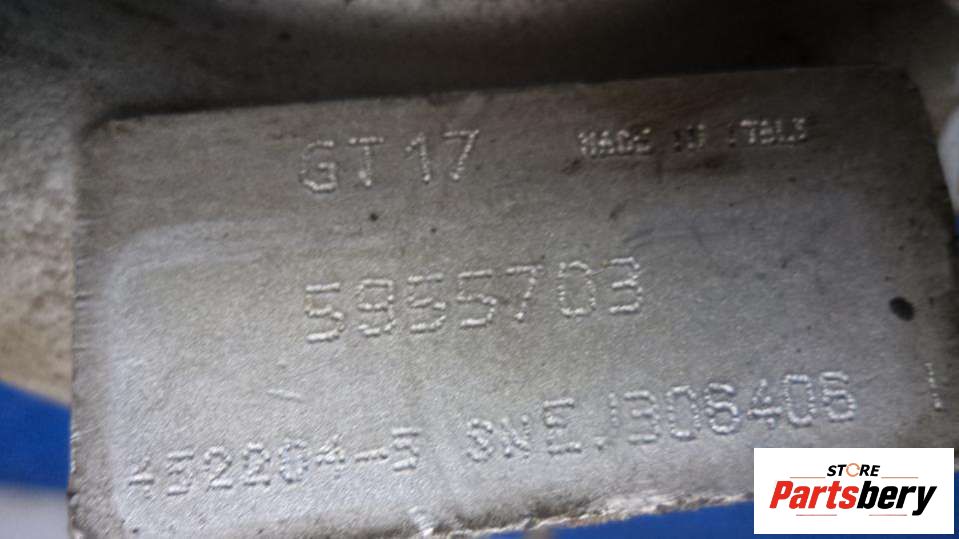 GT17 MADE IN ITALY
5955703
452204-5 SNEJ306406
STORE
Partsbery